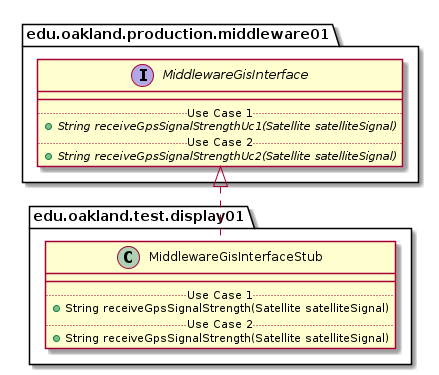 edu.oakland.production.middleware01
I MiddlewareGisInterface
Use Case 1
String receiveGpsSignalStrengthUc1(Satellite satelliteSignal)
Use Case 2
String receiveGpsSignalStrengthUc2(Satellite satelliteSignal)
edu.oakland.test.display01
C MiddlewareGisInterfaceStub
Use Case 1
String receiveGpsSignalStrength(Satellite satelliteSignal)
Use Case 2
String receiveGpsSignalStrength(Satellite satelliteSignal)